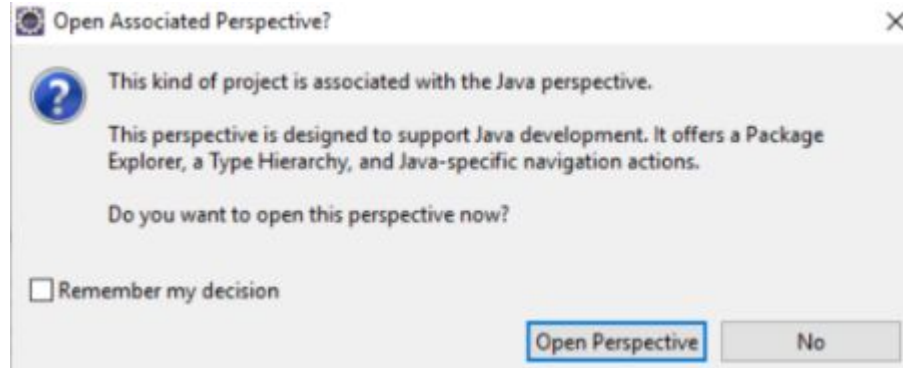 Open Associated Perspective?
This kind of project is associated with the Java perspective.
This perspective is designed to support Java development. It offers a Package
Explorer, a Type Hierarchy, and Java-specific navigation actions.
Do you want to open this perspective now?
Remember my decision
Open Perspective No